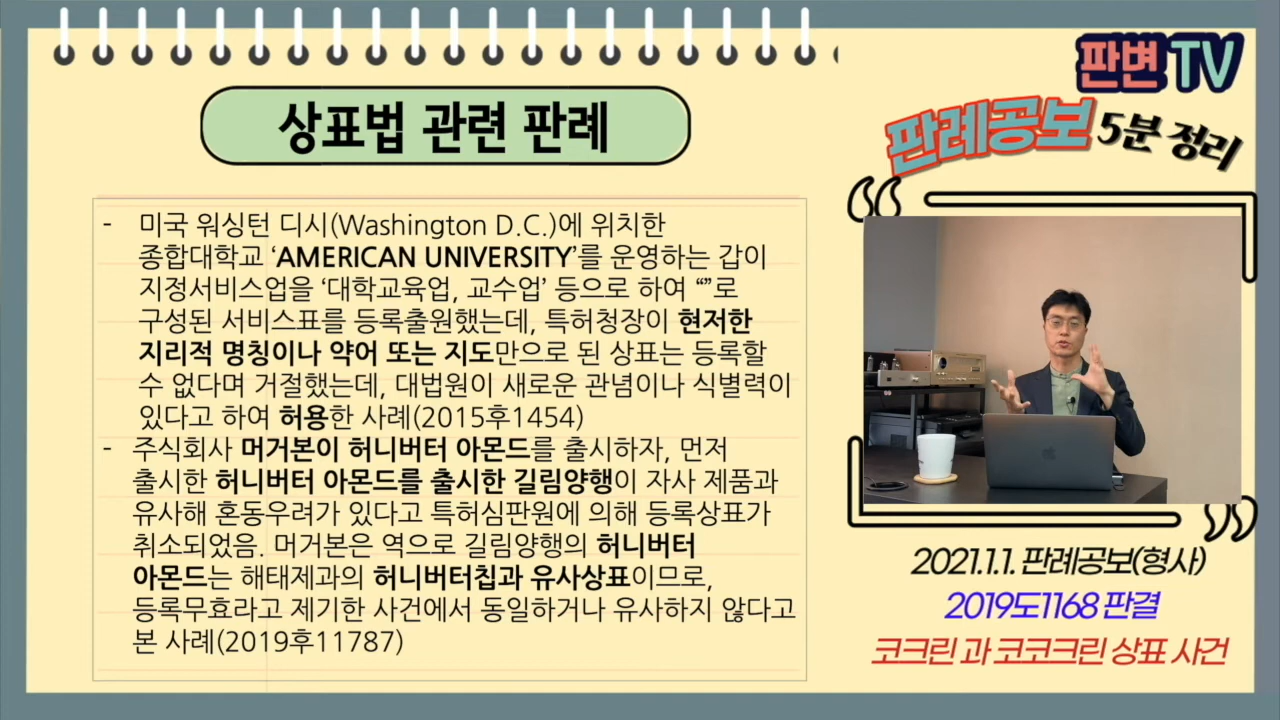 판변 TV
판례공보 5분 정리
상표법 관련 판례
- 미국 워싱턴 디시(Washington D.C.)에 위치한
종합대학교 ‘AMERICAN UNIVERSITY’를 운영하는 갑이
지정서비스업을 ‘대학교육업, 교수업’ 등으로 하여 “”로
구성된 서비스표를 등록출원했는데, 특허청장이 현저한
지리적 명칭이나 약어 또는 지도만으로 된 상표는 등록할
수 없다며 거절했는데, 대법원이 새로운 관념이나 식별력이
있다고 하여 허용한 사례(2015후1454)
- 주식회사 머거본이 허니버터 아몬드를 출시하자, 먼저
출시한 허니버터 아몬드를 출시한 길림양행이 자사 제품과
유사해 혼동우려가 있다고 특허심판원에 의해 등록상표가
취소되었음. 머거본은 역으로 길림양행의 허니버터
아몬드는 해태제과의 허니버터칩과 유사상표이므로,
등록무효라고 제기한 사건에서 동일하거나 유사하지 않다고
본 사례(2019후11787)
2021.1.1. 판례공보(형사)
2019도1168 판결
코크린 과 코코크린 상표 사건